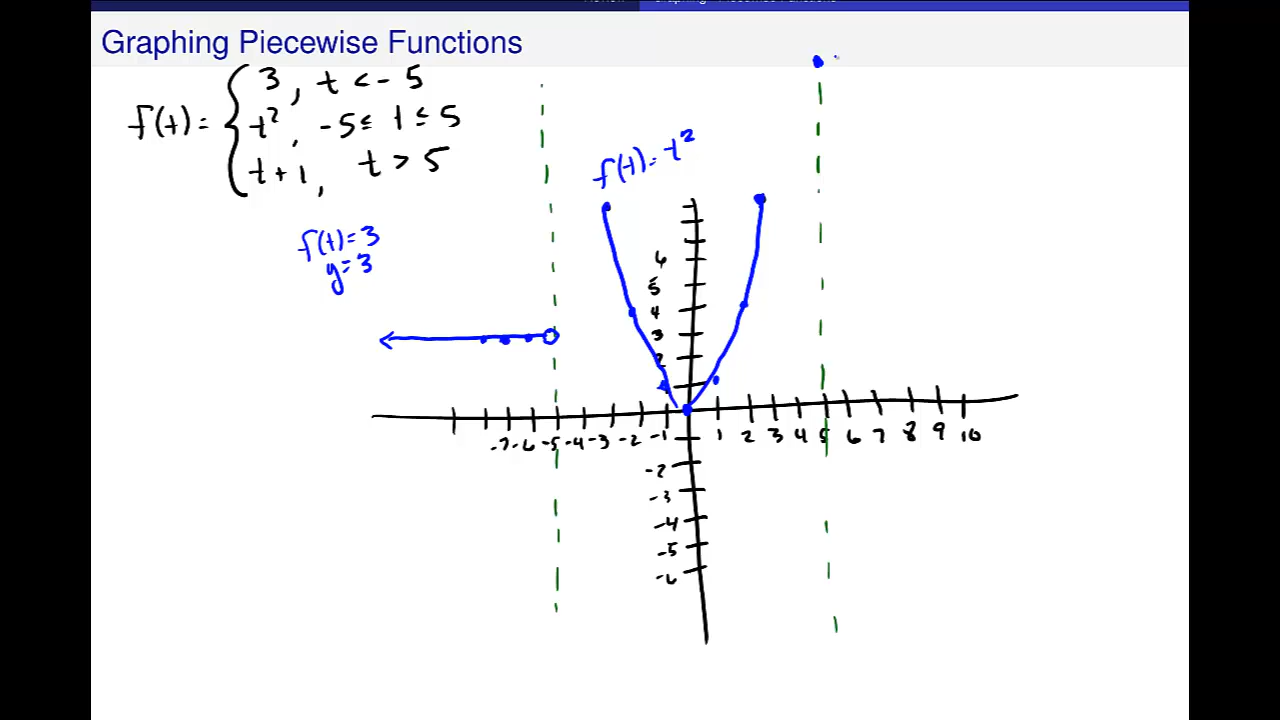 Graphing Piecewise Functions
f(t) = { 3, t < -5
t², -5 ≤ 1 ≤ 5
t+1, t > 5
f(t) = t²
f(t) = 3
y = 3
6
5
4
3
2
-7 -6 -5 -4 -3 -2 -1 1 2 3 4 5 6 7 8 9 10
-2
-3
-4
-5
-6